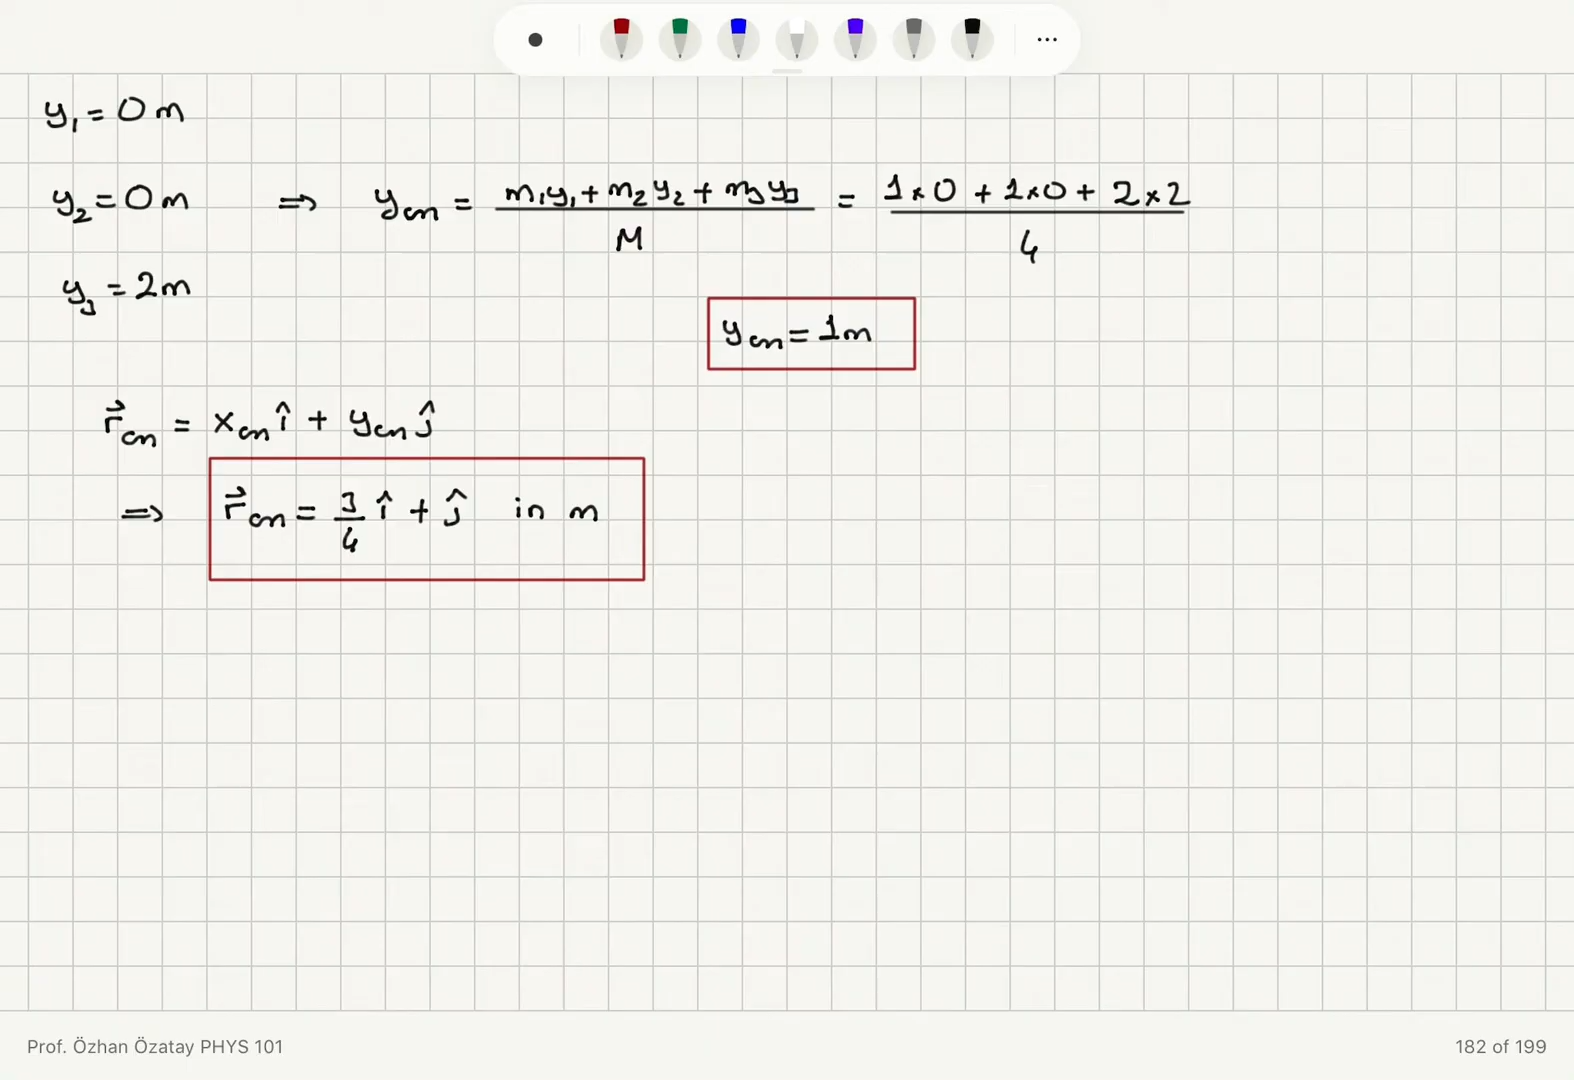 y₁ = 0 m
y₂ = 0 m ⇒ y_cm = (m₁y₁ + m₂y₂ + m₃y₃) / M = (1×0 + 1×0 + 2×2) / 4
y₃ = 2 m
y_cm = 1 m
r⃗_cm = x_cm î + y_cm ĵ
⇒ r⃗_cm = 3/4 î + ĵ in m
Prof. Özhan Özatay PHYS 101
182 of 199